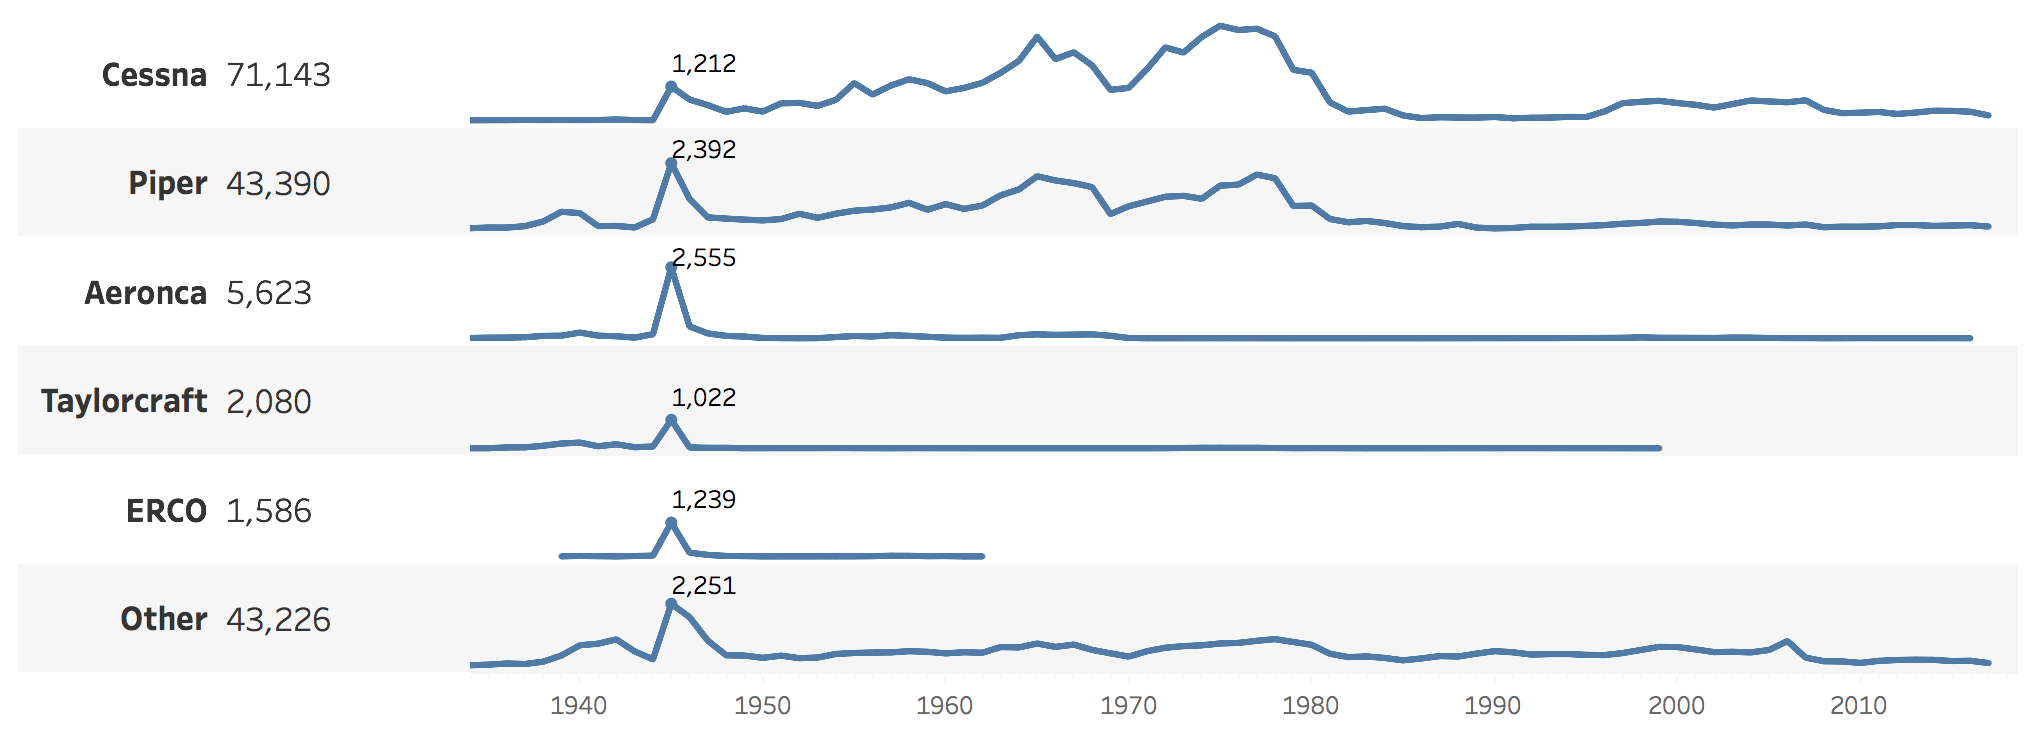 Cessna 71,143 1,212
Piper 43,390 2,392
Aeronca 5,623 2,555
Taylorcraft 2,080 1,022
ERCO 1,586 1,239
Other 43,226 2,251
1940 1950 1960 1970 1980 1990 2000 2010